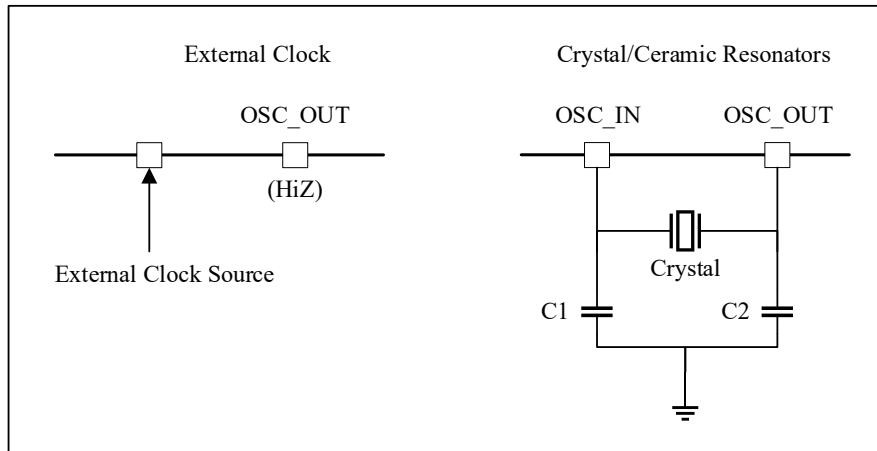 External Clock
OSC_OUT
(HiZ)
External Clock Source
Crystal/Ceramic Resonators
OSC_IN
OSC_OUT
Crystal
C1
C2